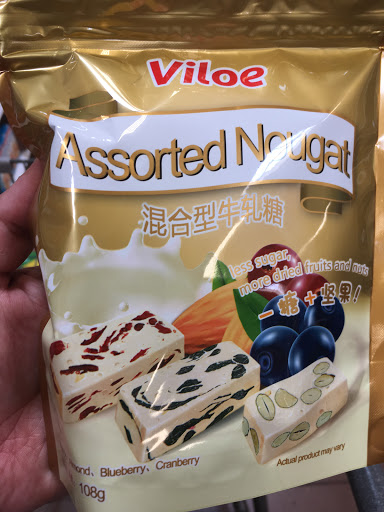 Viloe
Assorted Nougat
混合型牛轧糖
less sugar,
more dried fruits and nuts
一糖+坚果!
Blueberry、Cranberry
108g
Actual product may vary